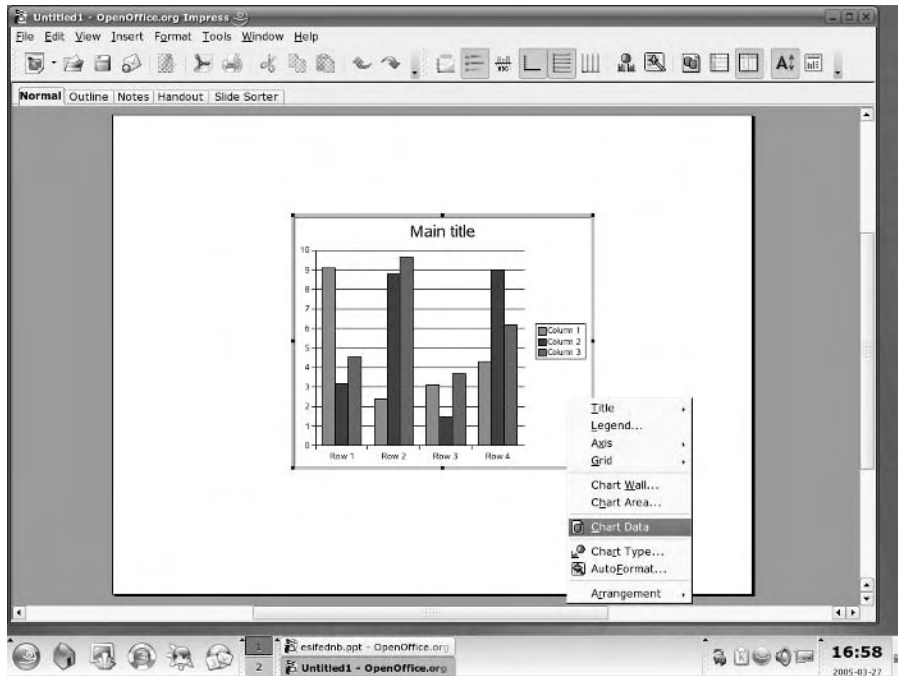 Untitled1 - OpenOffice.org Impress
File Edit View Insert Format Tools Window Help
Normal Outline Notes Handout Slide Sorter
Main title
10
9
8
7
6
5
4
3
2
1
0
Row 1 Row 2 Row 3 Row 4
Column 1
Column 2
Column 3
Title
Legend...
Axis
Grid
Chart Wall...
Chart Area...
Chart Data
Chart Type...
AutoFormat...
Arrangement
1
2
esifednb.ppt - OpenOffice.org
Untitled1 - OpenOffice.org
16:58
2005-03-27